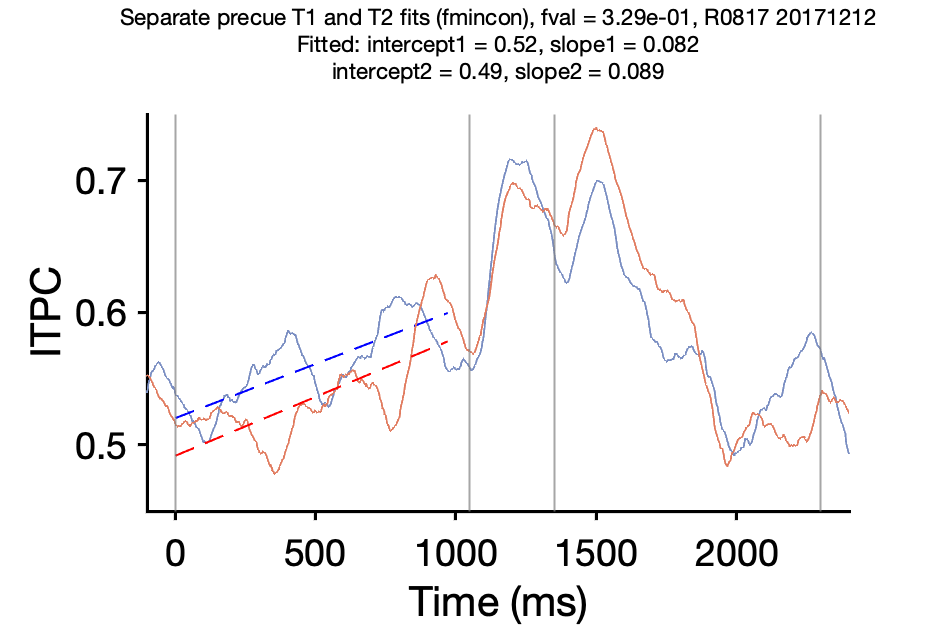 Separate precue T1 and T2 fits (fmincon), fval = 3.29e-01, R0817 20171212
Fitted: intercept1 = 0.52, slope1 = 0.082
intercept2 = 0.49, slope2 = 0.089
0.7
0.6
0.5
ITPC
0 500 1000 1500 2000
Time (ms)